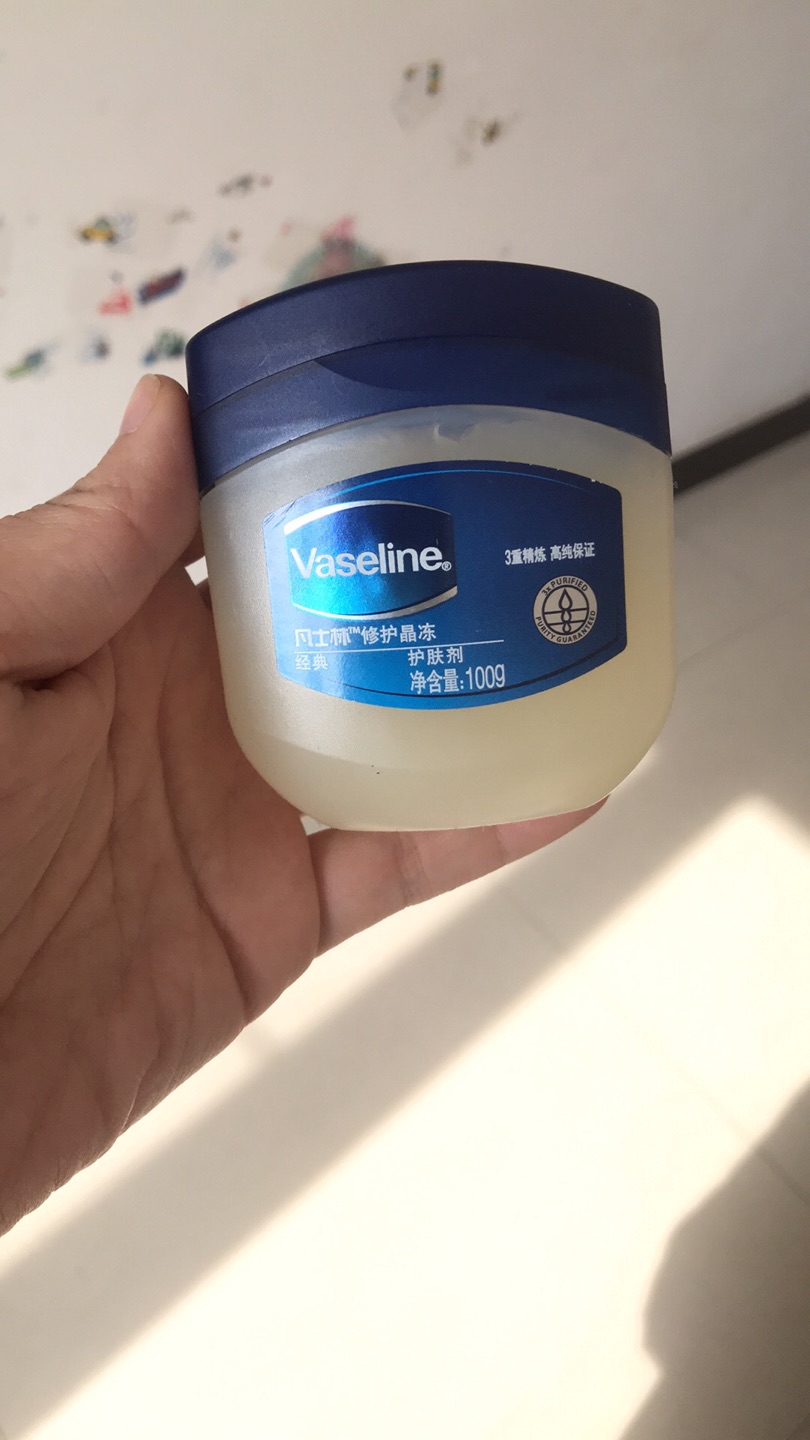 Vaseline®
3重精炼 高纯保证
3x PURIFIED
PURITY GUARANTEED
凡士林™修护晶冻
经典 护肤剂
净含量:100g